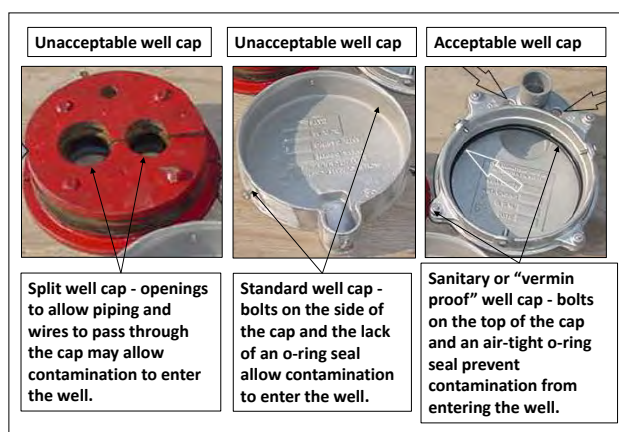 Unacceptable well cap
Unacceptable well cap
Acceptable well cap
Split well cap - openings
to allow piping and
wires to pass through
the cap may allow
contamination to enter
the well.
Standard well cap -
bolts on the side of
the cap and the lack
of an o-ring seal
allow contamination
to enter the well.
Sanitary or “vermin
proof” well cap - bolts
on the top of the cap
and an air-tight o-ring
seal prevent
contamination from
entering the well.